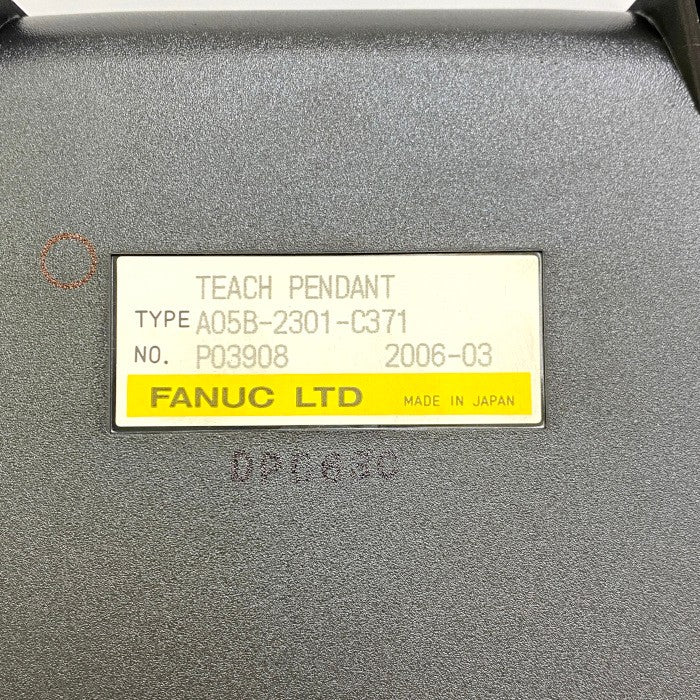 TEACH PENDANT
TYPE A05B-2301-C371
NO. P03908 2006-03
FANUC LTD MADE IN JAPAN